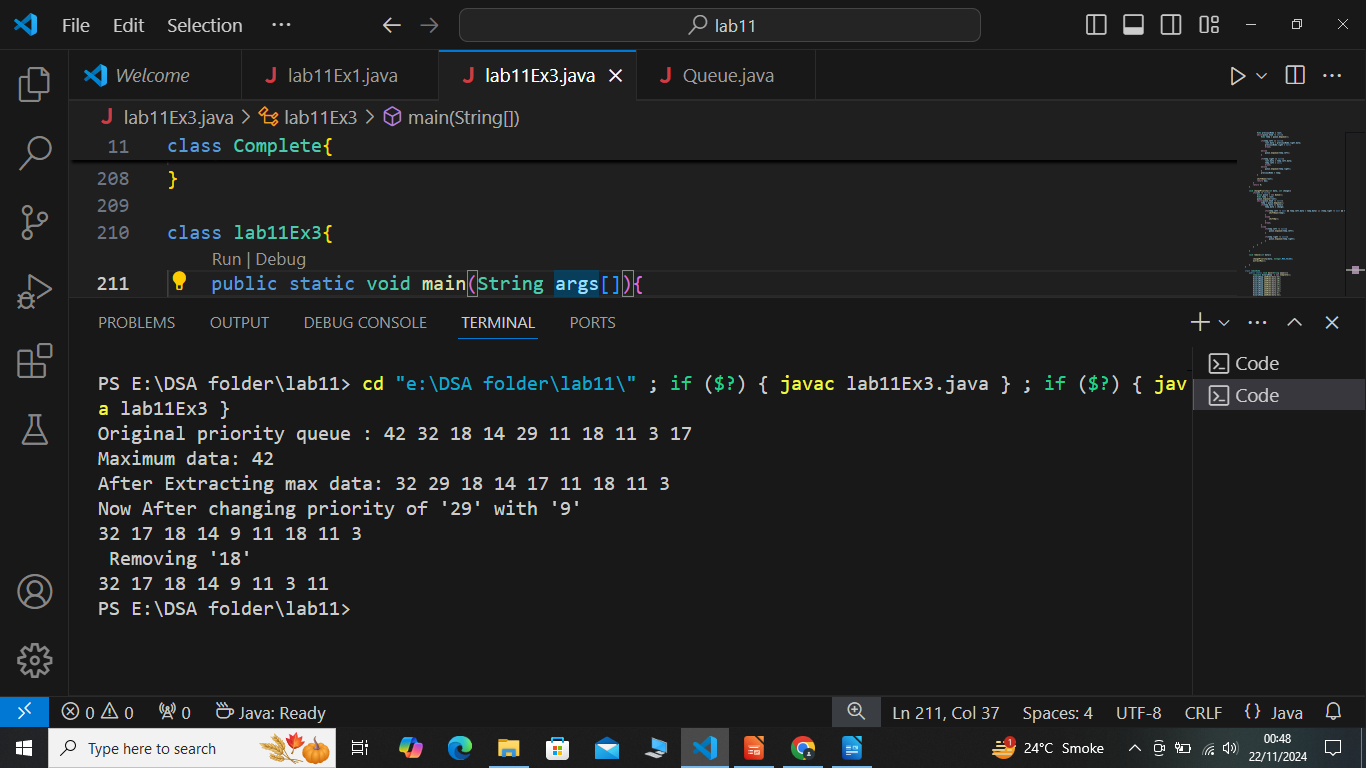 File Edit Selection ··· lab11
Welcome lab11Ex1.java lab11Ex3.java Queue.java
lab11Ex3.java > lab11Ex3 > main(String[])
11 class Complete{
208 }
209
210 class lab11Ex3{
Run | Debug
211 public static void main(String args[]){
PROBLEMS OUTPUT DEBUG CONSOLE TERMINAL PORTS
Code
Code
PS E:\DSA folder\lab11> cd "e:\DSA folder\lab11\" ; if ($?) { javac lab11Ex3.java } ; if ($?) { jav
a lab11Ex3 }
Original priority queue : 42 32 18 14 29 11 18 11 3 17
Maximum data: 42
After Extracting max data: 32 29 18 14 17 11 18 11 3
Now After changing priority of '29' with '9'
32 17 18 14 9 11 18 11 3
Removing '18'
32 17 18 14 9 11 3 11
PS E:\DSA folder\lab11>
0 0 0 Java: Ready Ln 211, Col 37 Spaces: 4 UTF-8 CRLF {} Java
Type here to search 1 24°C Smoke 00:48
22/11/2024